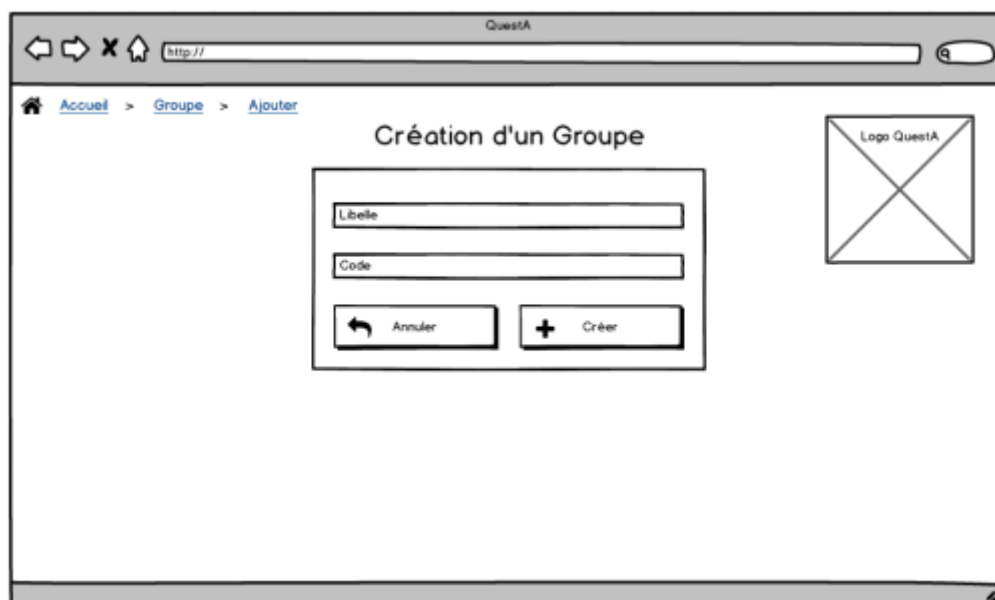 QuestA
http://
Accueil > Groupe > Ajouter
Création d'un Groupe
Logo QuestA
Libelle
Code
Annuler
Créer